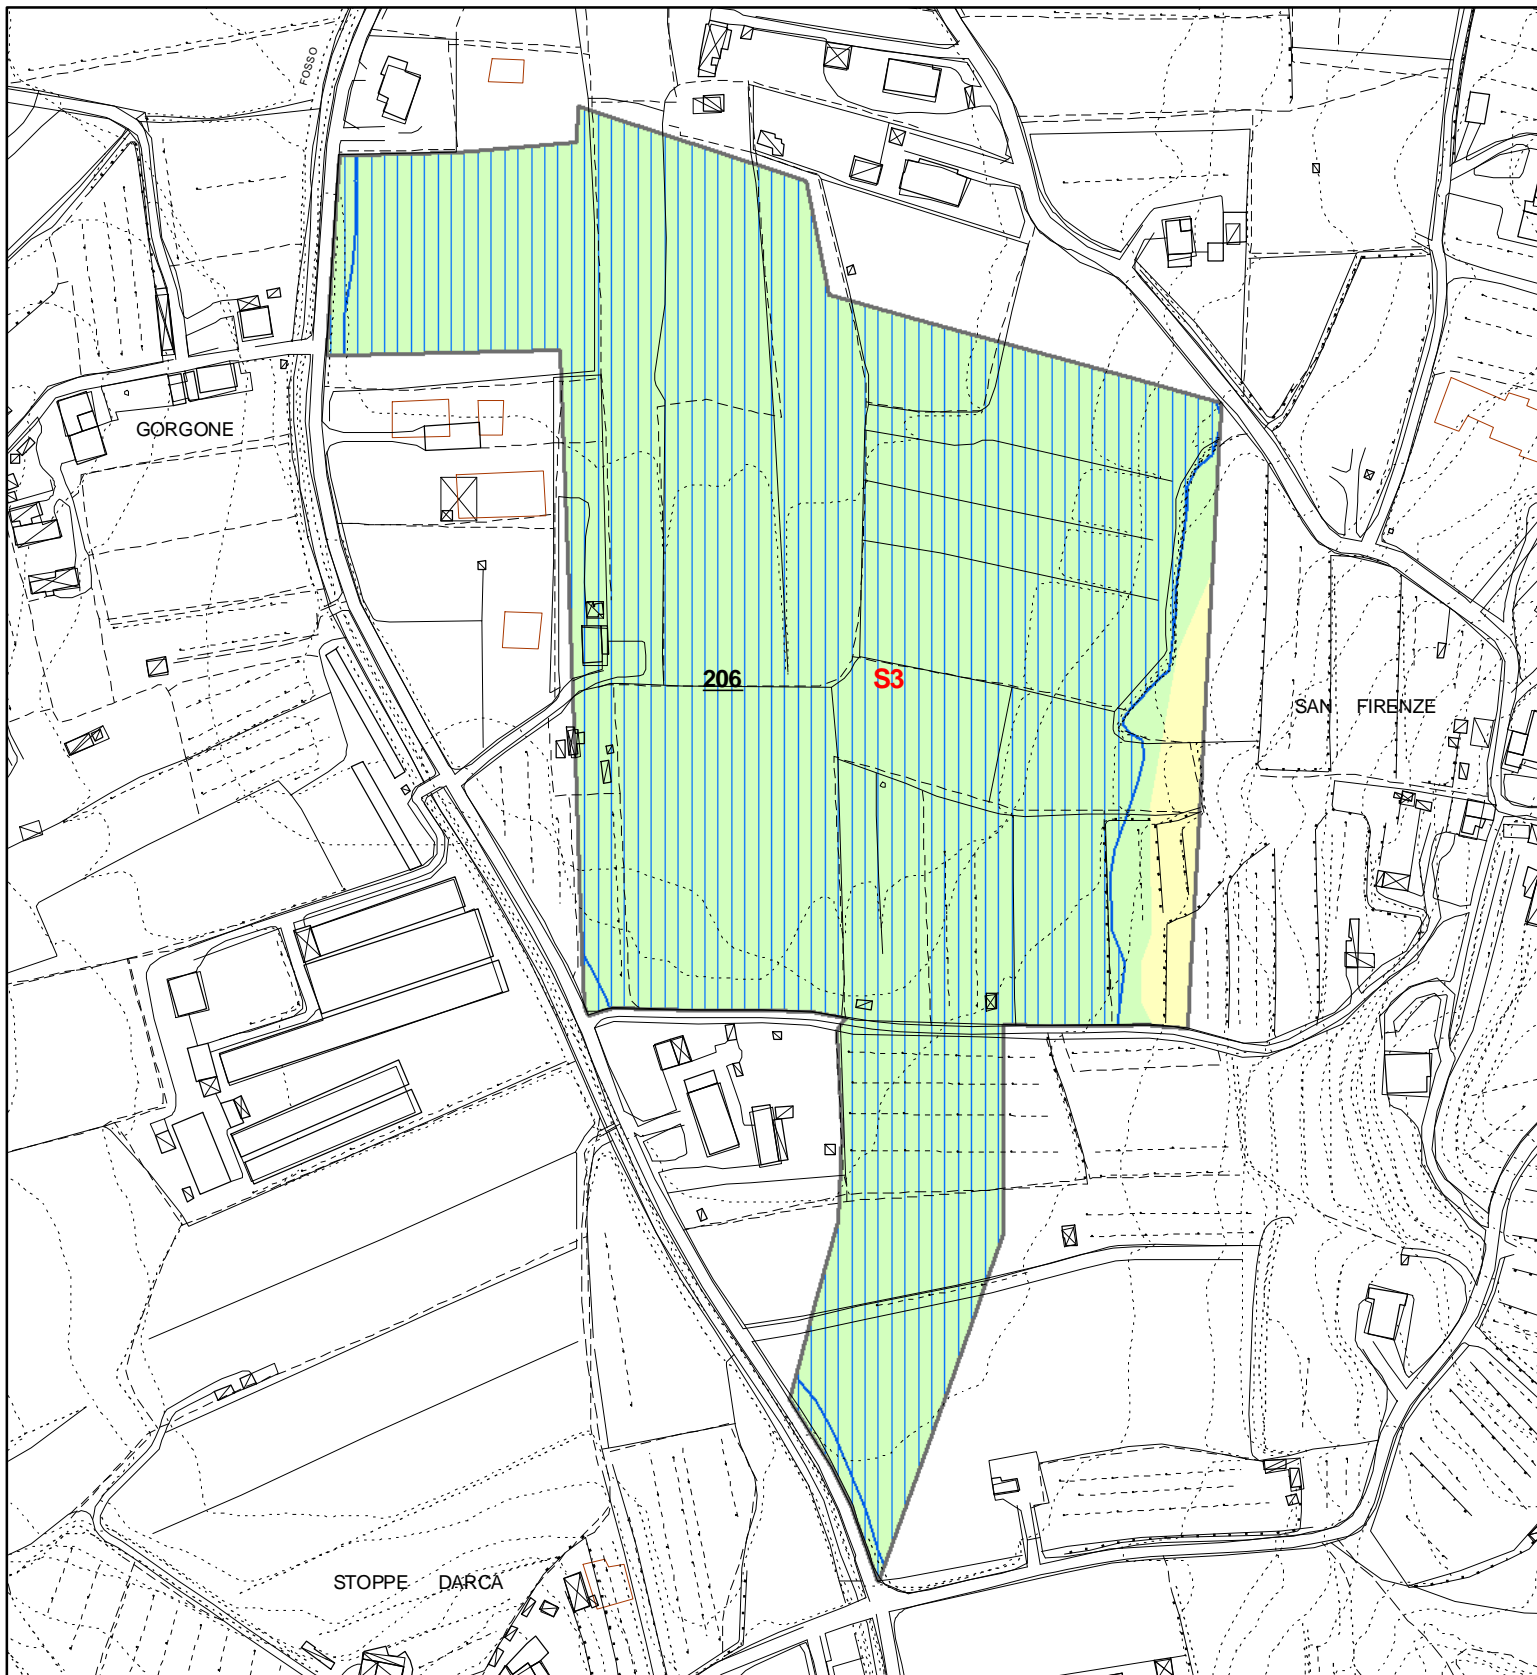 FOSSO
GORGONE
206
S3
SAN FIRENZE
STOPPE DARCA